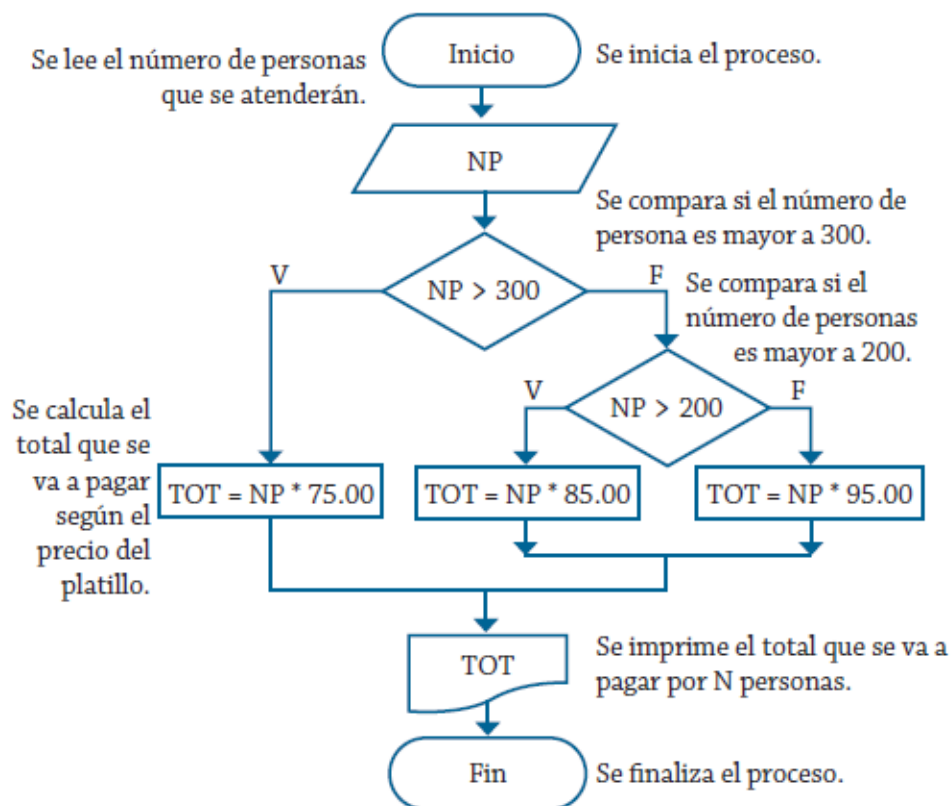 Inicio
Se inicia el proceso.
Se lee el número de personas
que se atenderán.
NP
Se compara si el número de
persona es mayor a 300.
V
NP > 300
F
Se compara si el
número de personas
es mayor a 200.
V
NP > 200
F
Se calcula el
total que se
va a pagar
según el
precio del
platillo.
TOT = NP * 75.00
TOT = NP * 85.00
TOT = NP * 95.00
TOT
Se imprime el total que se va a
pagar por N personas.
Fin
Se finaliza el proceso.